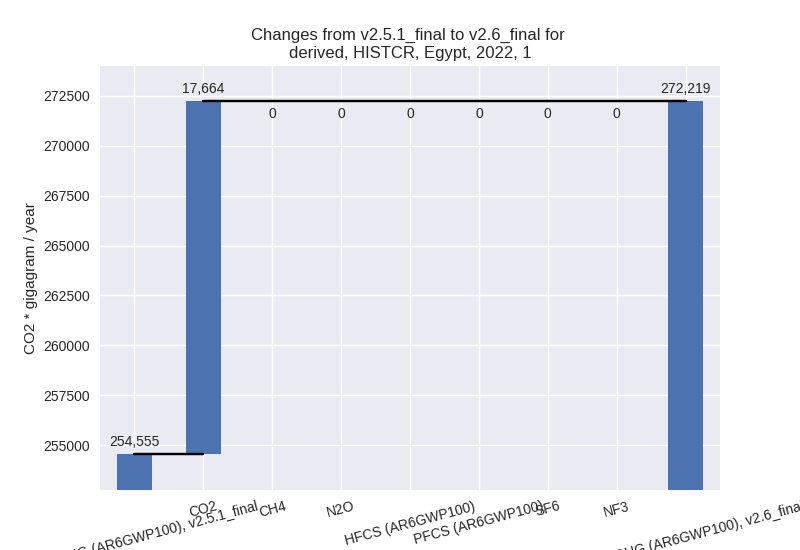 Changes from v2.5.1_final to v2.6_final for
derived, HISTCR, Egypt, 2022, 1
CO2 * gigagram / year
272500
270000
267500
265000
262500
260000
257500
255000
254,555
17,664
0
0
0
0
0
0
272,219
(AR6GWP100), v2.5.1_final
CO2
CH4
N2O
HFCS (AR6GWP100)
PFCS (AR6GWP100)
SF6
NF3
(AR6GWP100), v2.6_final